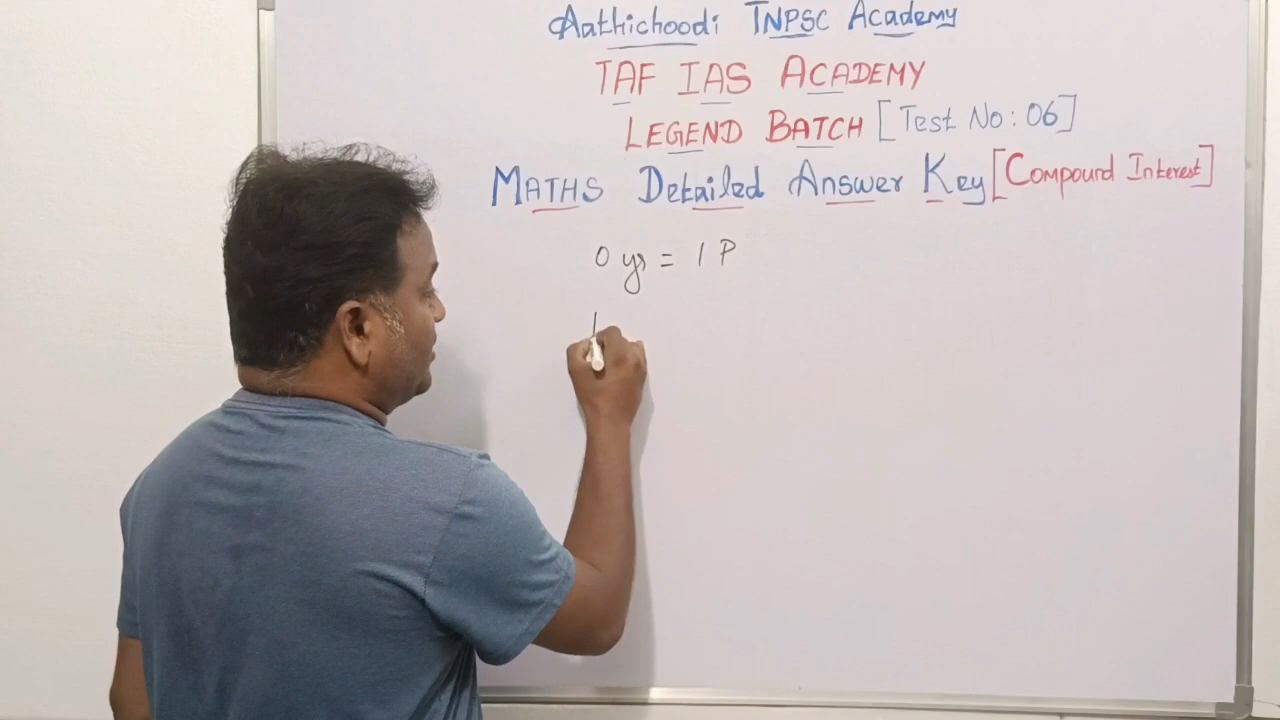 Aathichoodi TNPSC Academy
TAF IAS ACADEMY
LEGEND BATCH [Test No: 06]
MATHS Detailed Answer Key [Compound Interest]
0 yr = 1 P